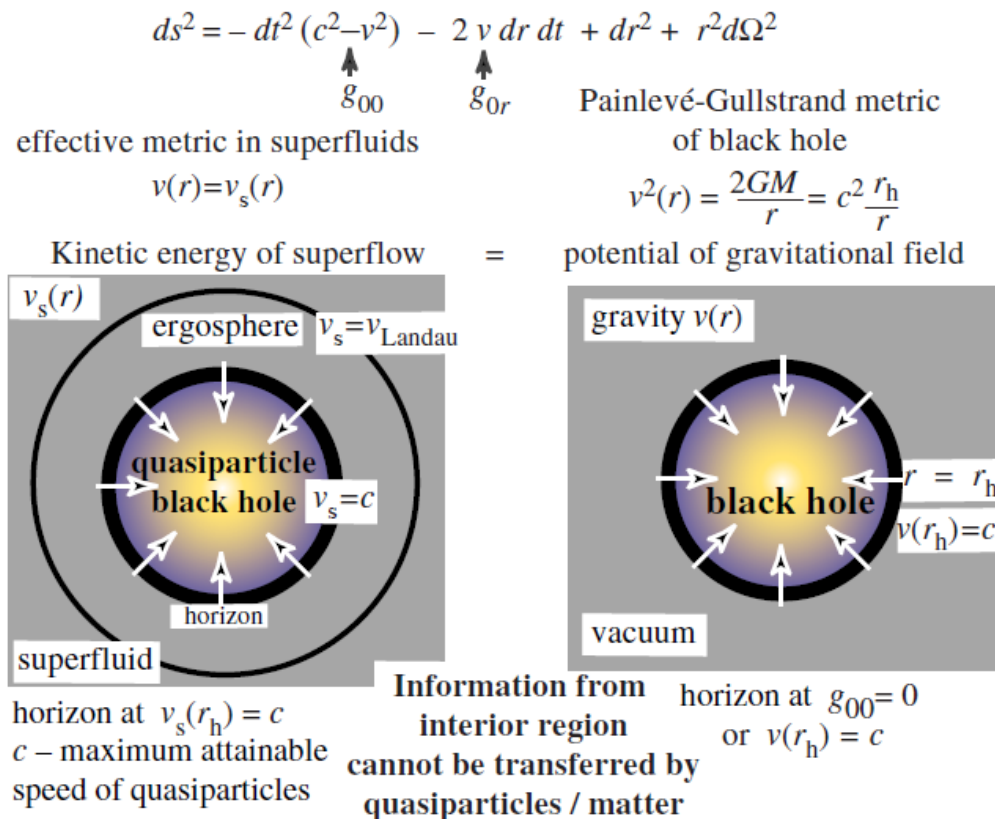 ds² = – dt² (c²–v²) – 2 v dr dt + dr² + r²dΩ²
g₀₀ g₀ᵣ
Painlevé-Gullstrand metric
of black hole
effective metric in superfluids
v(r)=vₛ(r)
v²(r) = 2GM/r = c² rₕ/r
Kinetic energy of superflow = potential of gravitational field
vₛ(r)
ergosphere
vₛ=v_Landau
quasiparticle
black hole
vₛ=c
horizon
superfluid
gravity v(r)
black hole
r = rₕ
v(rₕ)=c
vacuum
horizon at vₛ(rₕ) = c
c – maximum attainable
speed of quasiparticles
Information from
interior region
cannot be transferred by
quasiparticles / matter
horizon at g₀₀= 0
or v(rₕ) = c